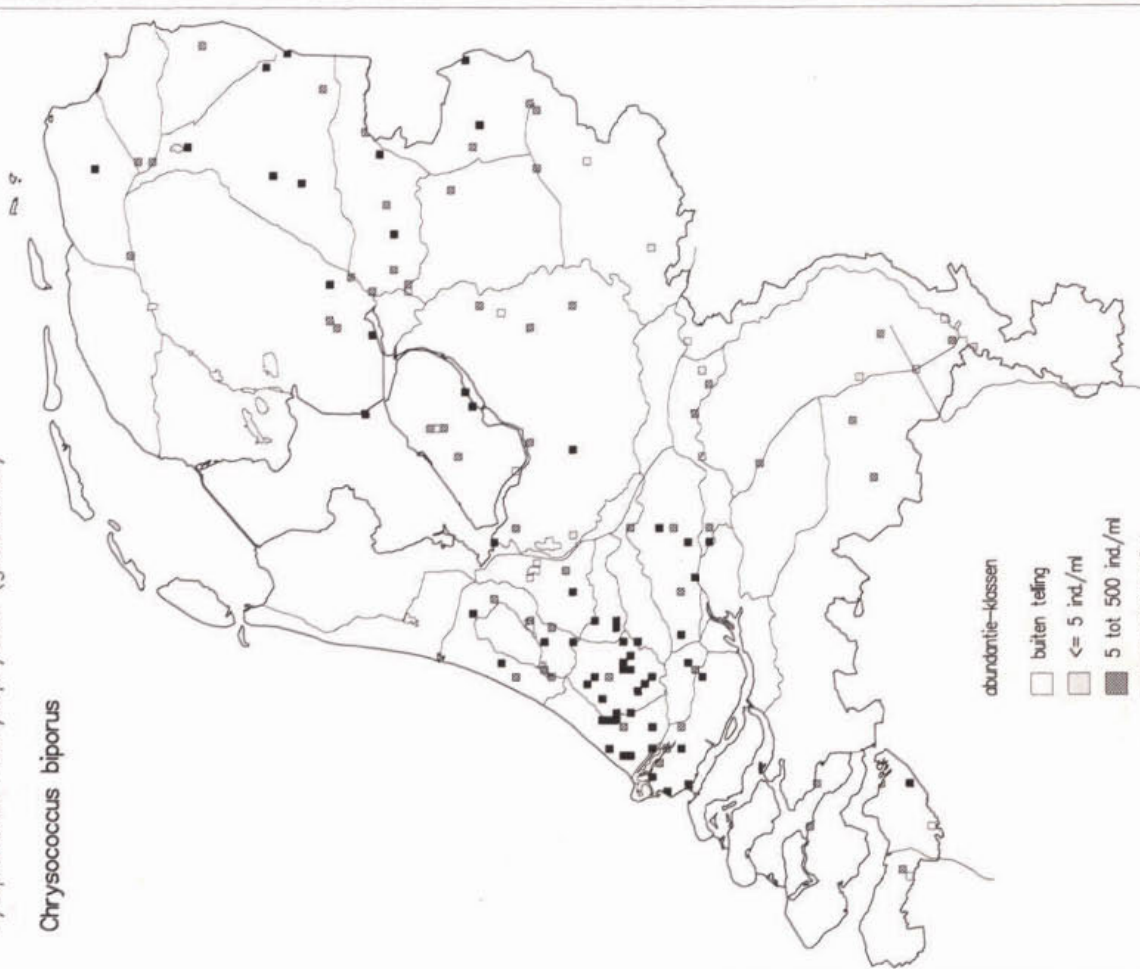 Chrysococcus biporus
abundantie-klassen
buiten telling
<= 5 ind./ml
5 tot 500 ind./ml